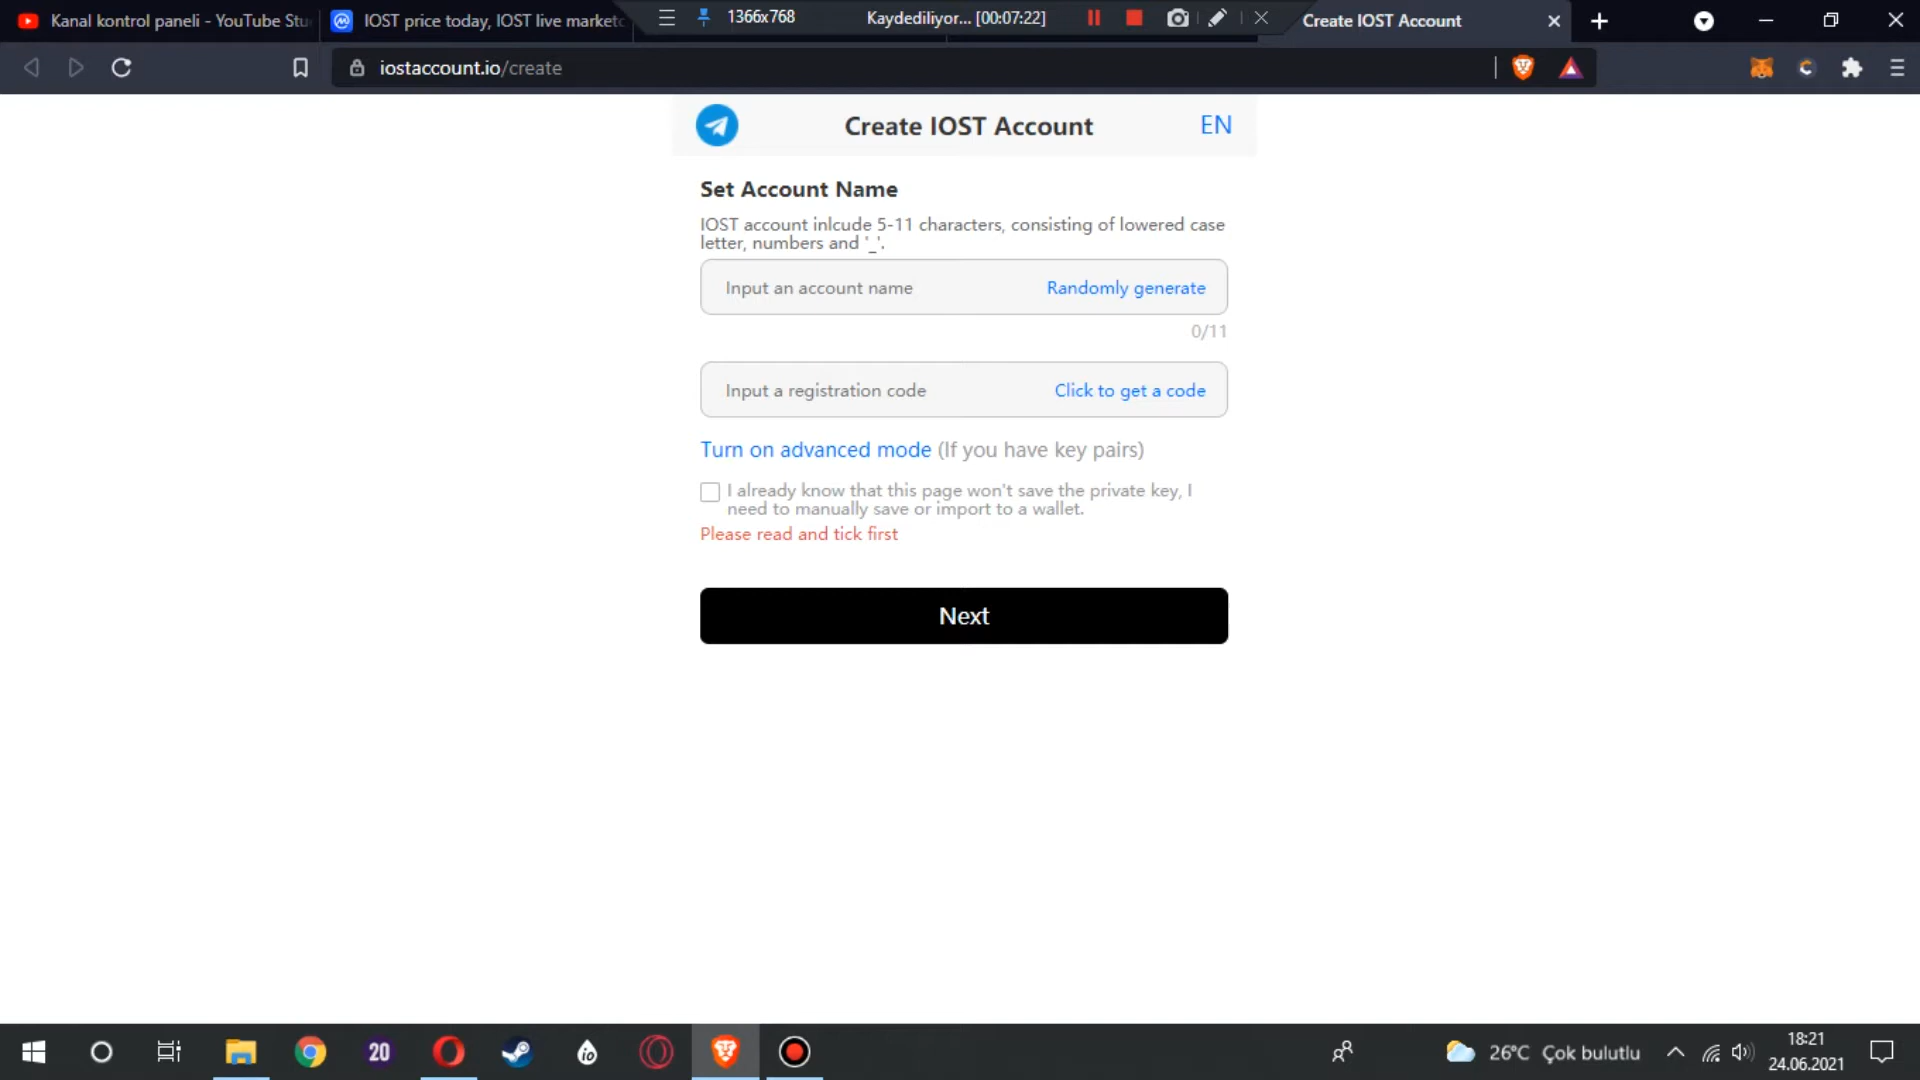 Kanal kontrol paneli - YouTube Stu
IOST price today, IOST live marketc
1366x768
Kaydediliyor... [00:07:22]
Create IOST Account
iostaccount.io/create
Create IOST Account
EN
Set Account Name
IOST account inlcude 5-11 characters, consisting of lowered case
letter, numbers and '_'.
Input an account name
Randomly generate
0/11
Input a registration code
Click to get a code
Turn on advanced mode (If you have key pairs)
I already know that this page won't save the private key, I
need to manually save or import to a wallet.
Please read and tick first
Next
20
io
26°C Çok bulutlu
18:21
24.06.2021